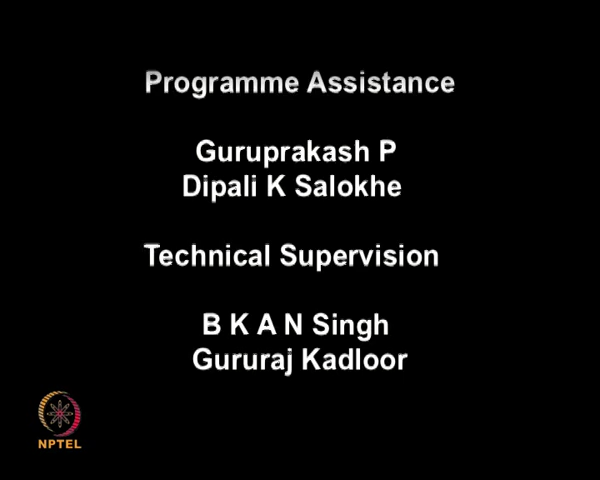 Programme Assistance
Guruprakash P
Dipali K Salokhe
Technical Supervision
B K A N Singh
Gururaj Kadloor
NPTEL